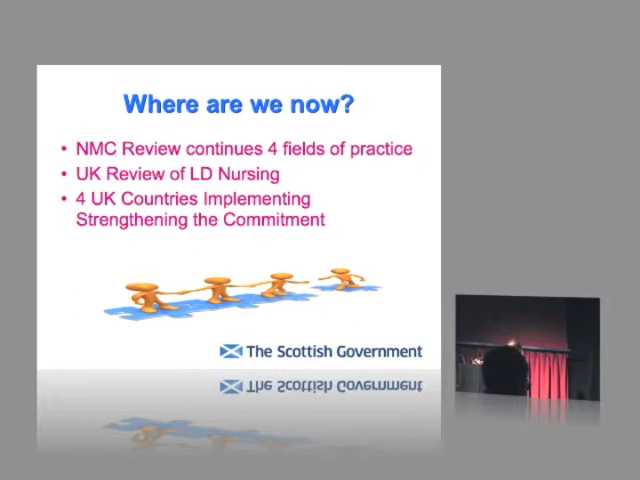 Where are we now?
• NMC Review continues 4 fields of practice
• UK Review of LD Nursing
• 4 UK Countries Implementing
Strengthening the Commitment
The Scottish Government
The Scottish Government